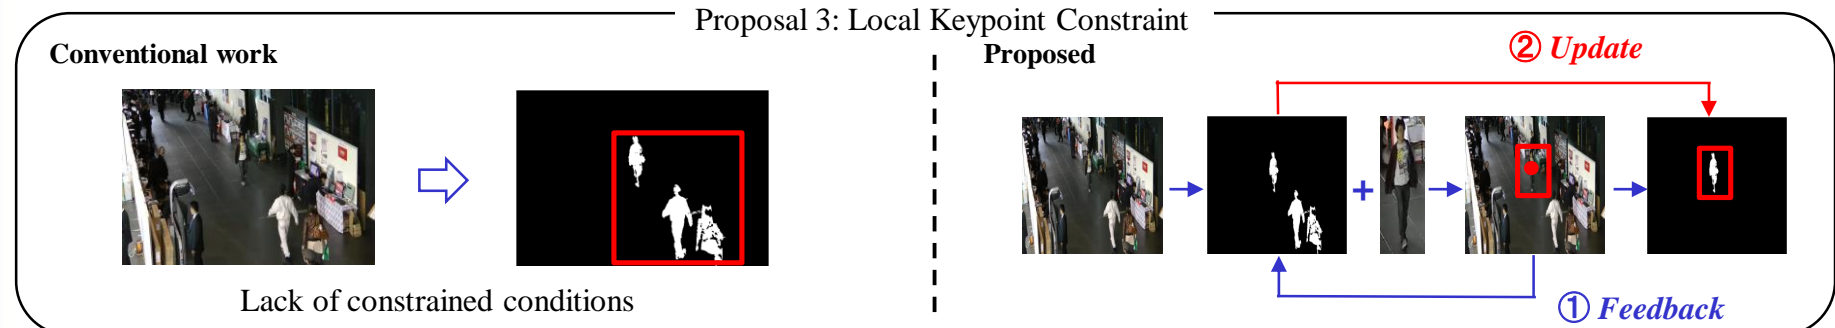 Proposal 3: Local Keypoint Constraint
Conventional work
Lack of constrained conditions
Proposed
② Update
+
① Feedback